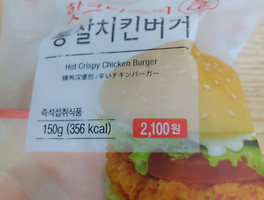 통살치킨버거
Hot Crispy Chicken Burger
辣鸡汉堡包 / 辛いチキンバーガー
즉석섭취식품
150g (356 kcal)
2,100원